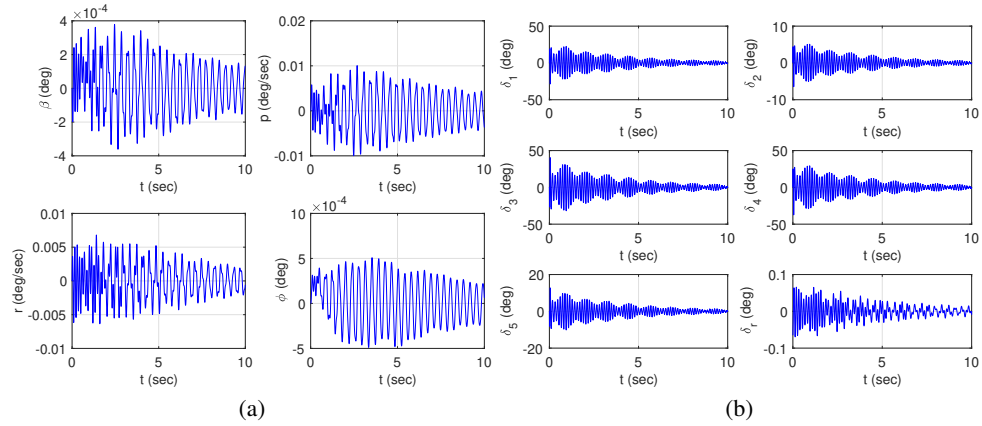 ×10⁻⁴
4
2
0
-2
-4
β (deg)
0 5 10
t (sec)
0.02
0.01
0
-0.01
p (deg/sec)
0 5 10
t (sec)
0.01
0.005
0
-0.005
-0.01
r (deg/sec)
0 5 10
t (sec)
×10⁻⁴
10
5
0
-5
ϕ (deg)
0 5 10
t (sec)
(a)
50
0
-50
δ₁ (deg)
0 5 10
t (sec)
10
0
-10
δ₂ (deg)
0 5 10
t (sec)
50
0
-50
δ₃ (deg)
0 5 10
t (sec)
50
0
-50
δ₄ (deg)
0 5 10
t (sec)
20
0
-20
δ₅ (deg)
0 5 10
t (sec)
0.1
0
-0.1
δᵣ (deg)
0 5 10
t (sec)
(b)